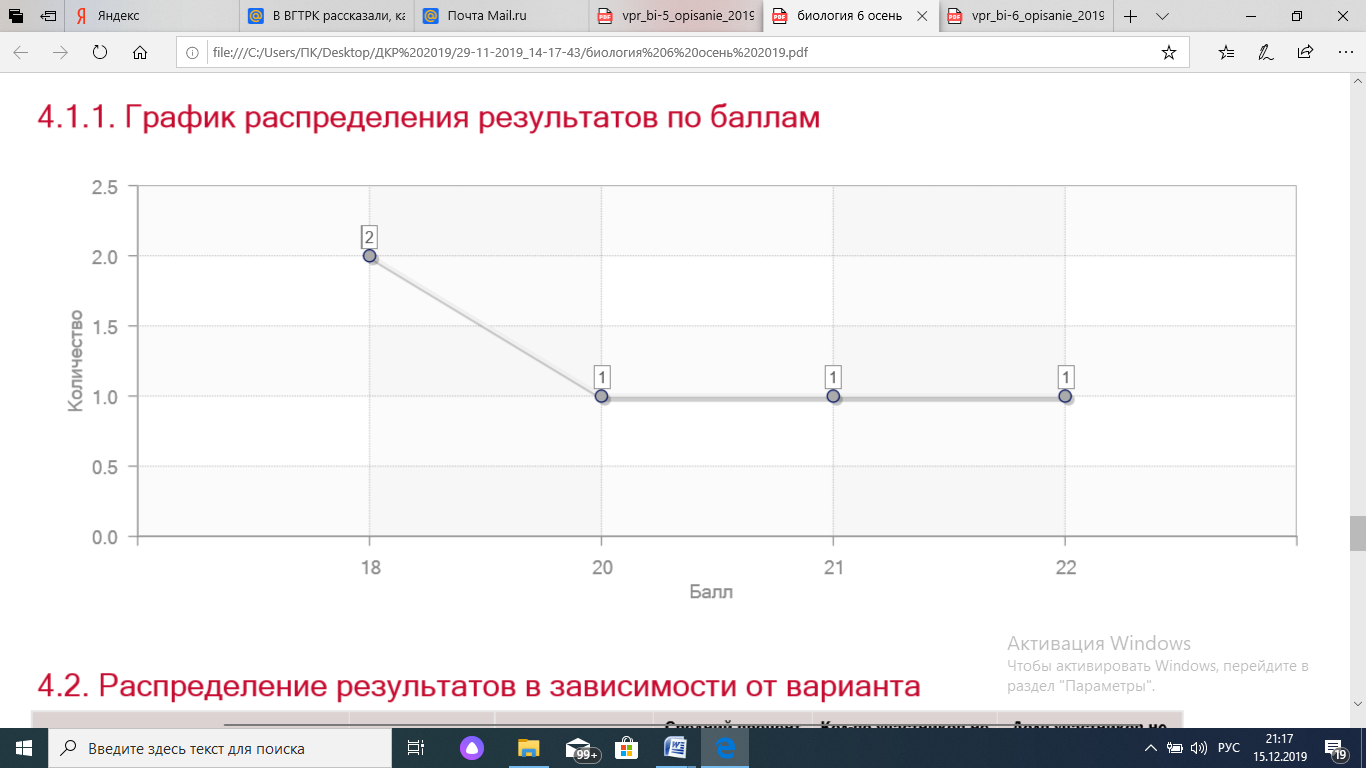 Яндекс
В ВГТРК рассказали, ка
Почта Mail.ru
vpr_bi-5_opisanie_2019
биология 6 осень
vpr_bi-6_opisanie_2019
file:///C:/Users/ПК/Desktop/ДКР%202019/29-11-2019_14-17-43/биология%206%20осень%202019.pdf
4.1.1. График распределения результатов по баллам
2.5
2.0
1.5
1.0
0.5
0.0
Количество
2
1
1
1
18
20
21
22
Балл
Активация Windows
Чтобы активировать Windows, перейдите в
раздел "Параметры".
4.2. Распределение результатов в зависимости от варианта
Введите здесь текст для поиска
99+
РУС
21:17
15.12.2019
19